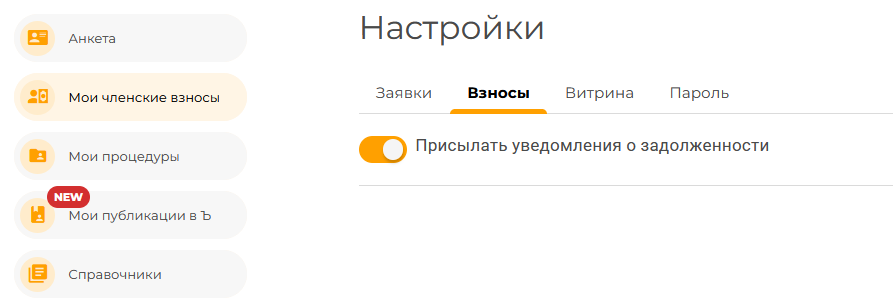 Анкета
Мои членские взносы
Мои процедуры
NEW
Мои публикации в Ъ
Справочники
Настройки
Заявки Взносы Витрина Пароль
Присылать уведомления о задолженности